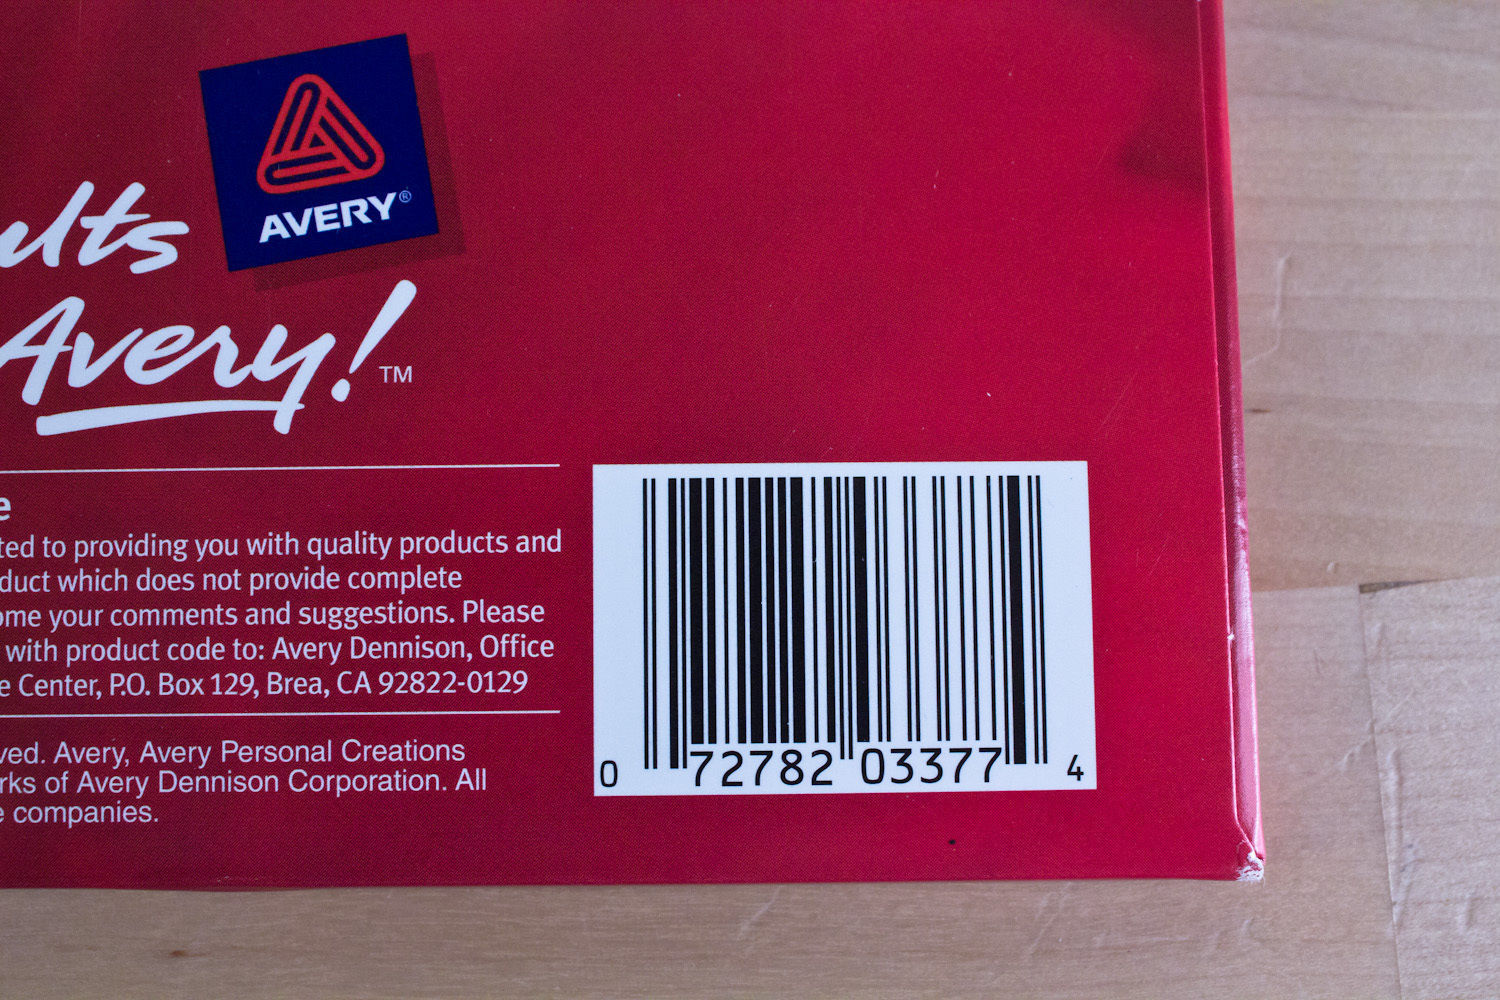 AVERY®
ults
Avery!™
e
ted to providing you with quality products and
duct which does not provide complete
ome your comments and suggestions. Please
with product code to: Avery Dennison, Office
e Center, P.O. Box 129, Brea, CA 92822-0129
ved. Avery, Avery Personal Creations
rks of Avery Dennison Corporation. All
e companies.
0 72782 03377 4